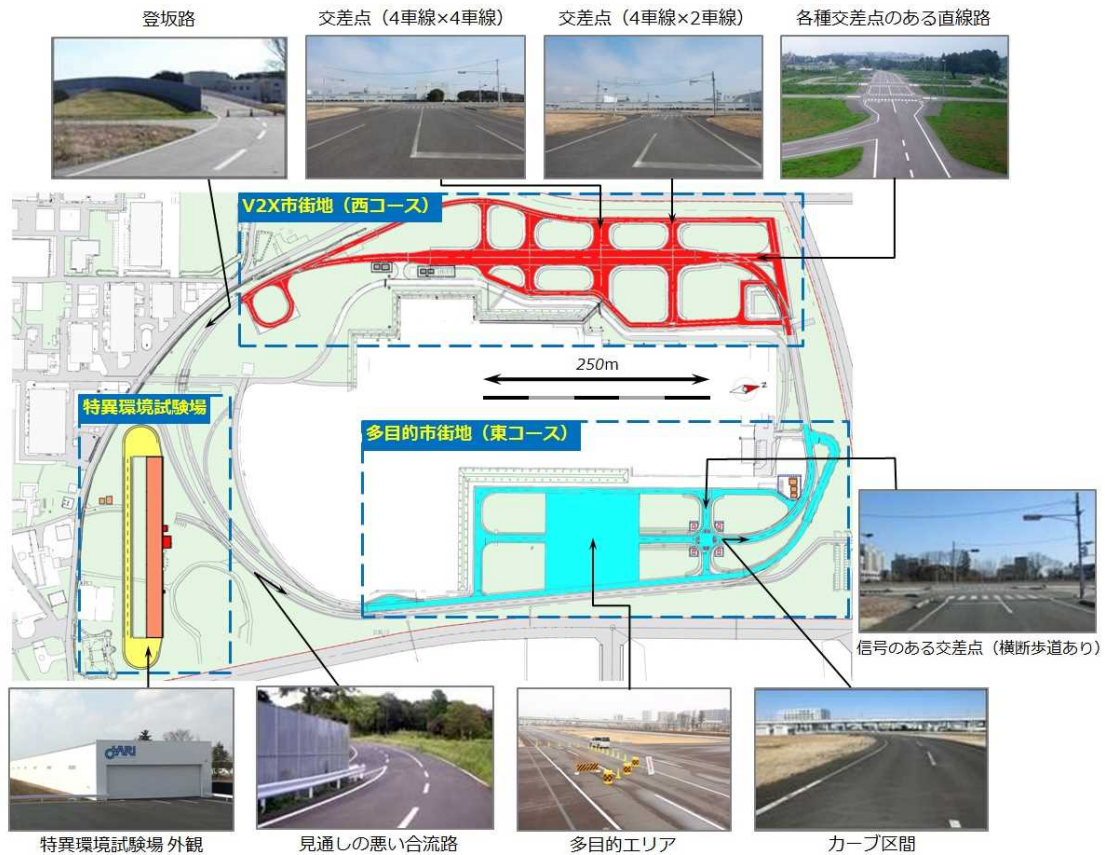 登坂路
交差点（4車線×4車線）
交差点（4車線×2車線）
各種交差点のある直線路
V2X市街地（西コース）
250m
N
特異環境試験場
多目的市街地（東コース）
信号のある交差点（横断歩道あり）
JARI
特異環境試験場 外観
見通しの悪い合流路
多目的エリア
カーブ区間